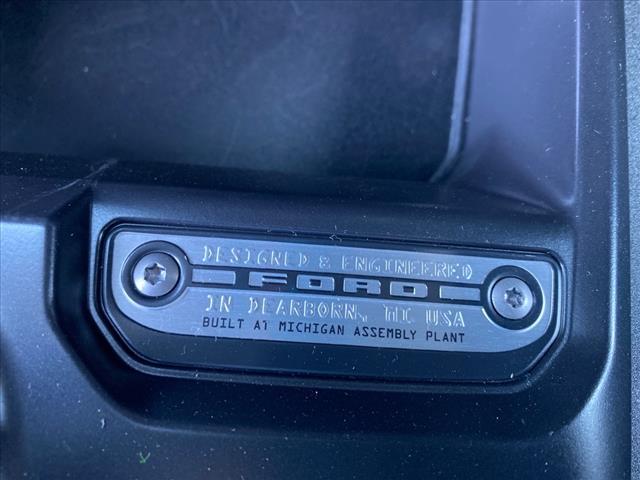 DESIGNED & ENGINEERED
FORD
IN DEARBORN, MI USA
BUILT AT MICHIGAN ASSEMBLY PLANT